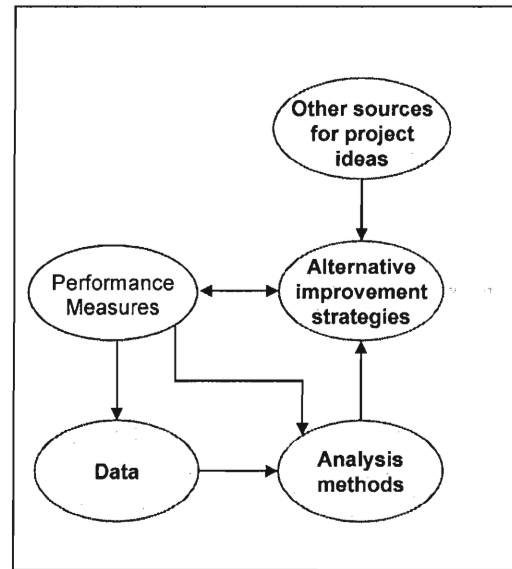 Other sources
for project
ideas
Performance
Measures
Alternative
improvement
strategies
Data
Analysis
methods